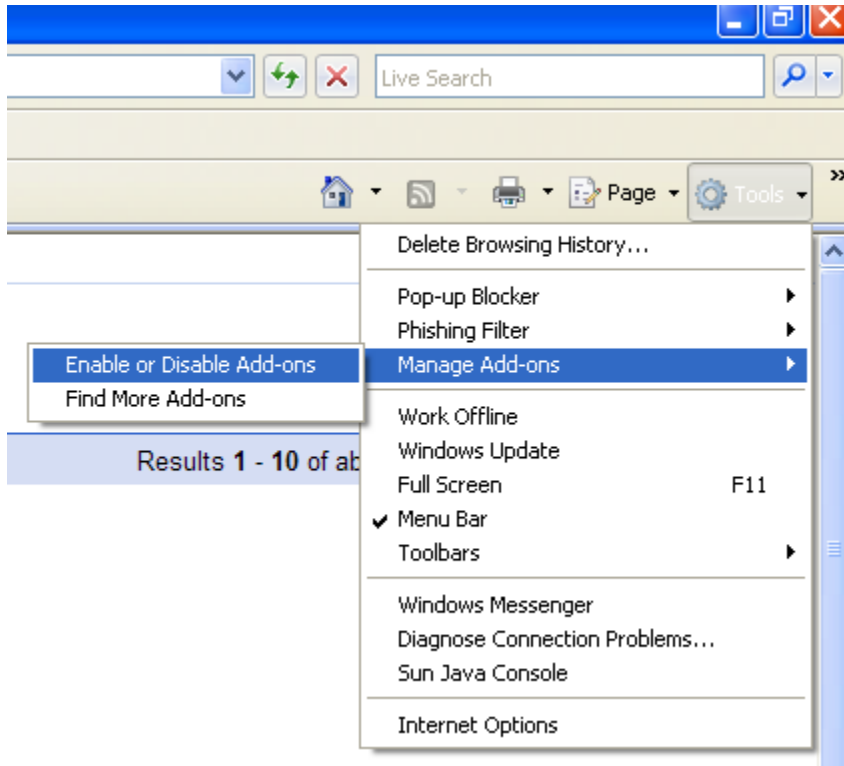 Live Search
Page
Tools
»
Delete Browsing History...
Pop-up Blocker
Phishing Filter
Manage Add-ons
Enable or Disable Add-ons
Find More Add-ons
Work Offline
Windows Update
Full Screen F11
Menu Bar
Toolbars
Windows Messenger
Diagnose Connection Problems...
Sun Java Console
Internet Options
Results 1 - 10 of ab